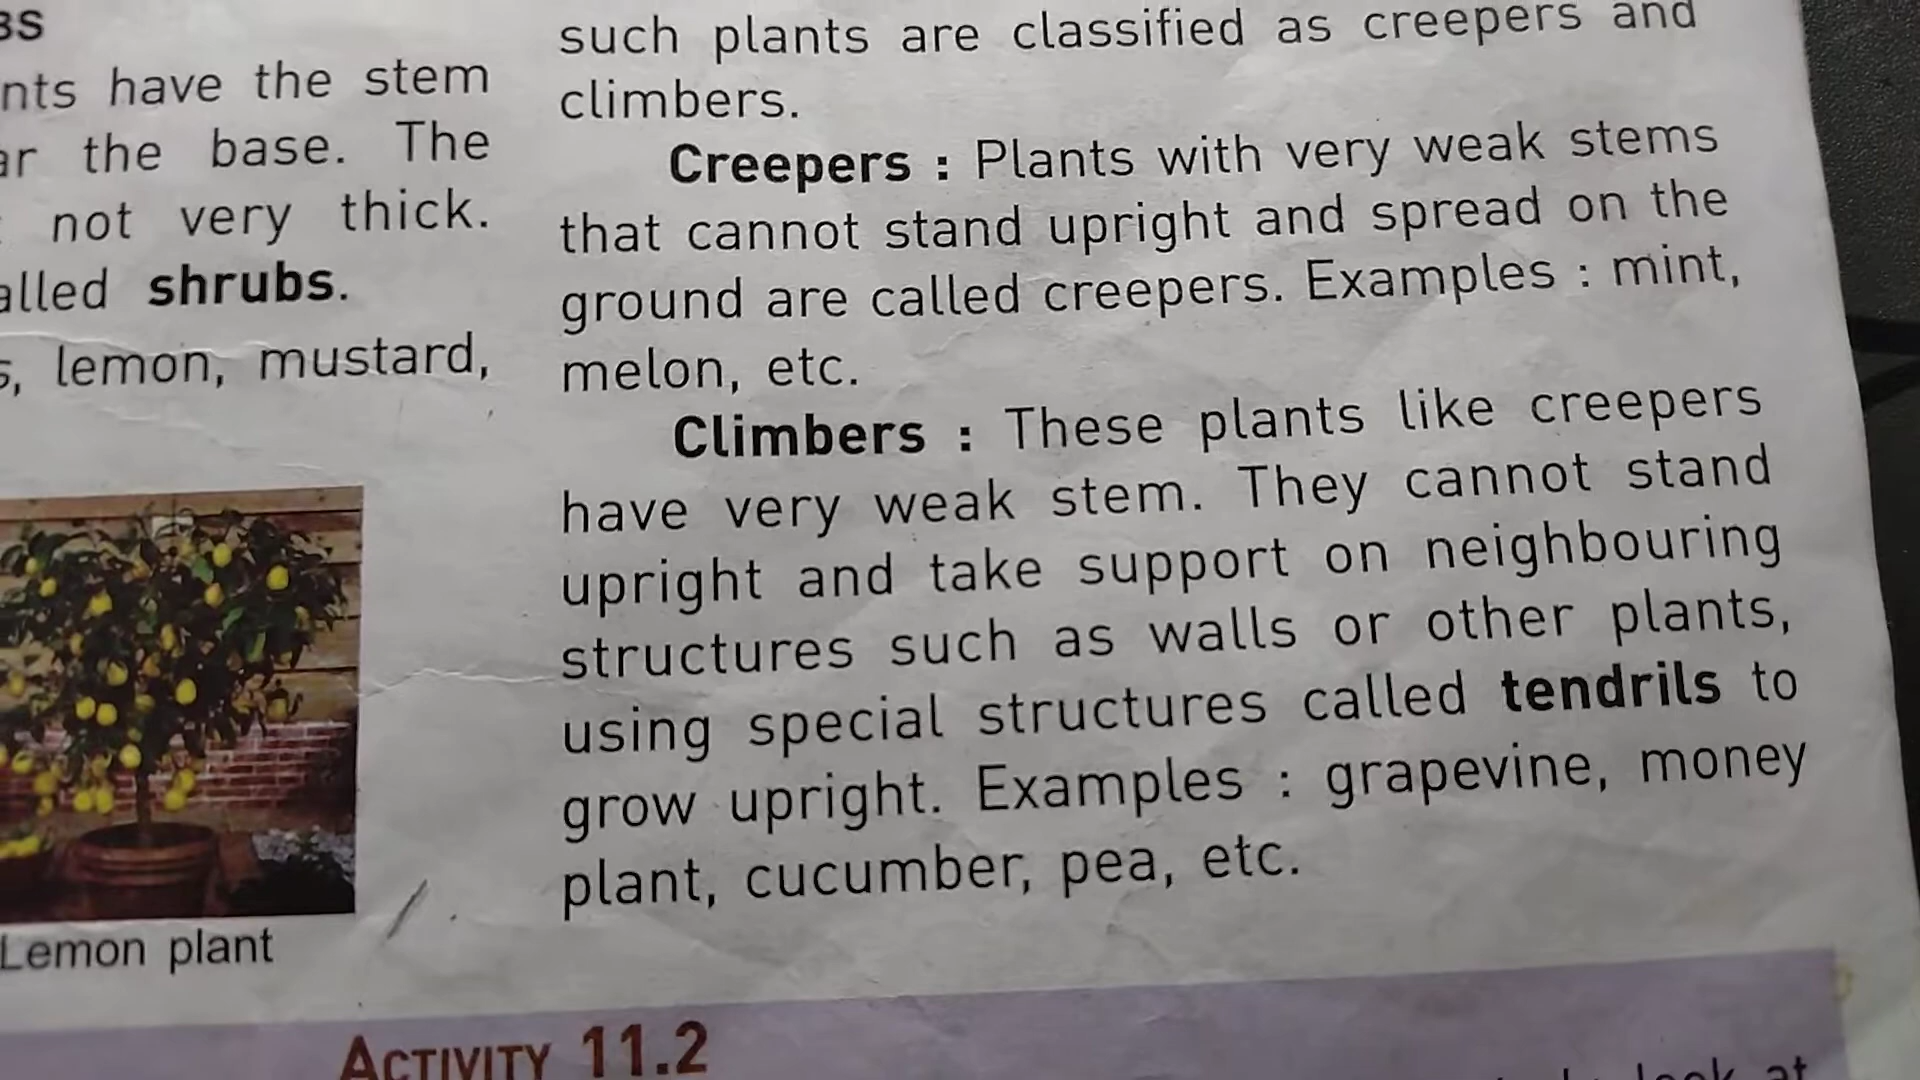 have the stem
the base. The
not very thick.
shrubs.
lemon, mustard,
Lemon plant
such plants are classified as creepers and
climbers.
Creepers : Plants with very weak stems
that cannot stand upright and spread on the
ground are called creepers. Examples : mint,
melon, etc.
Climbers : These plants like creepers
have very weak stem. They cannot stand
upright and take support on neighbouring
structures such as walls or other plants,
using special structures called tendrils to
grow upright. Examples : grapevine, money
plant, cucumber, pea, etc.
ACTIVITY 11.2
look at